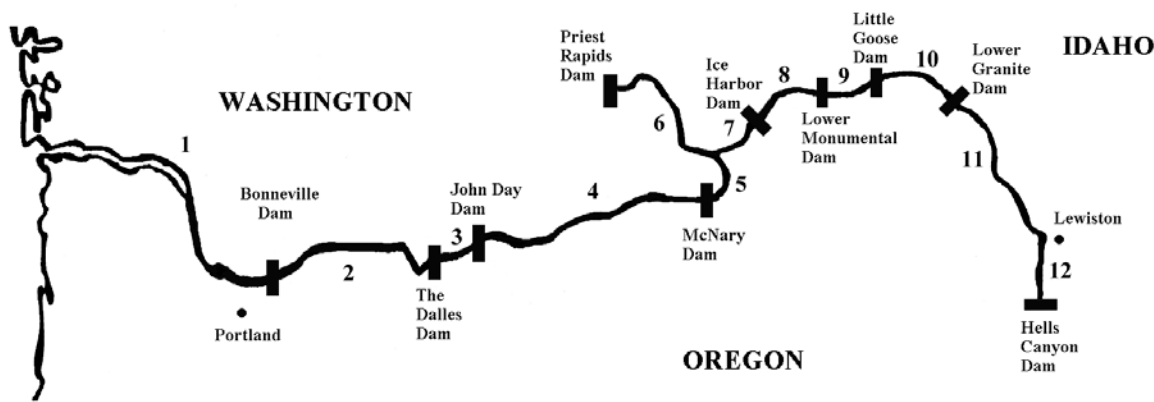 Priest
Rapids
Dam
Ice
Harbor
Dam
Little
Goose
Dam
Lower
Granite
Dam
IDAHO
WASHINGTON
Lower
Monumental
Dam
1
2
3
4
5
6
7
8
9
10
11
12
Bonneville
Dam
John Day
Dam
McNary
Dam
Lewiston
The
Dalles
Dam
Portland
OREGON
Hells
Canyon
Dam